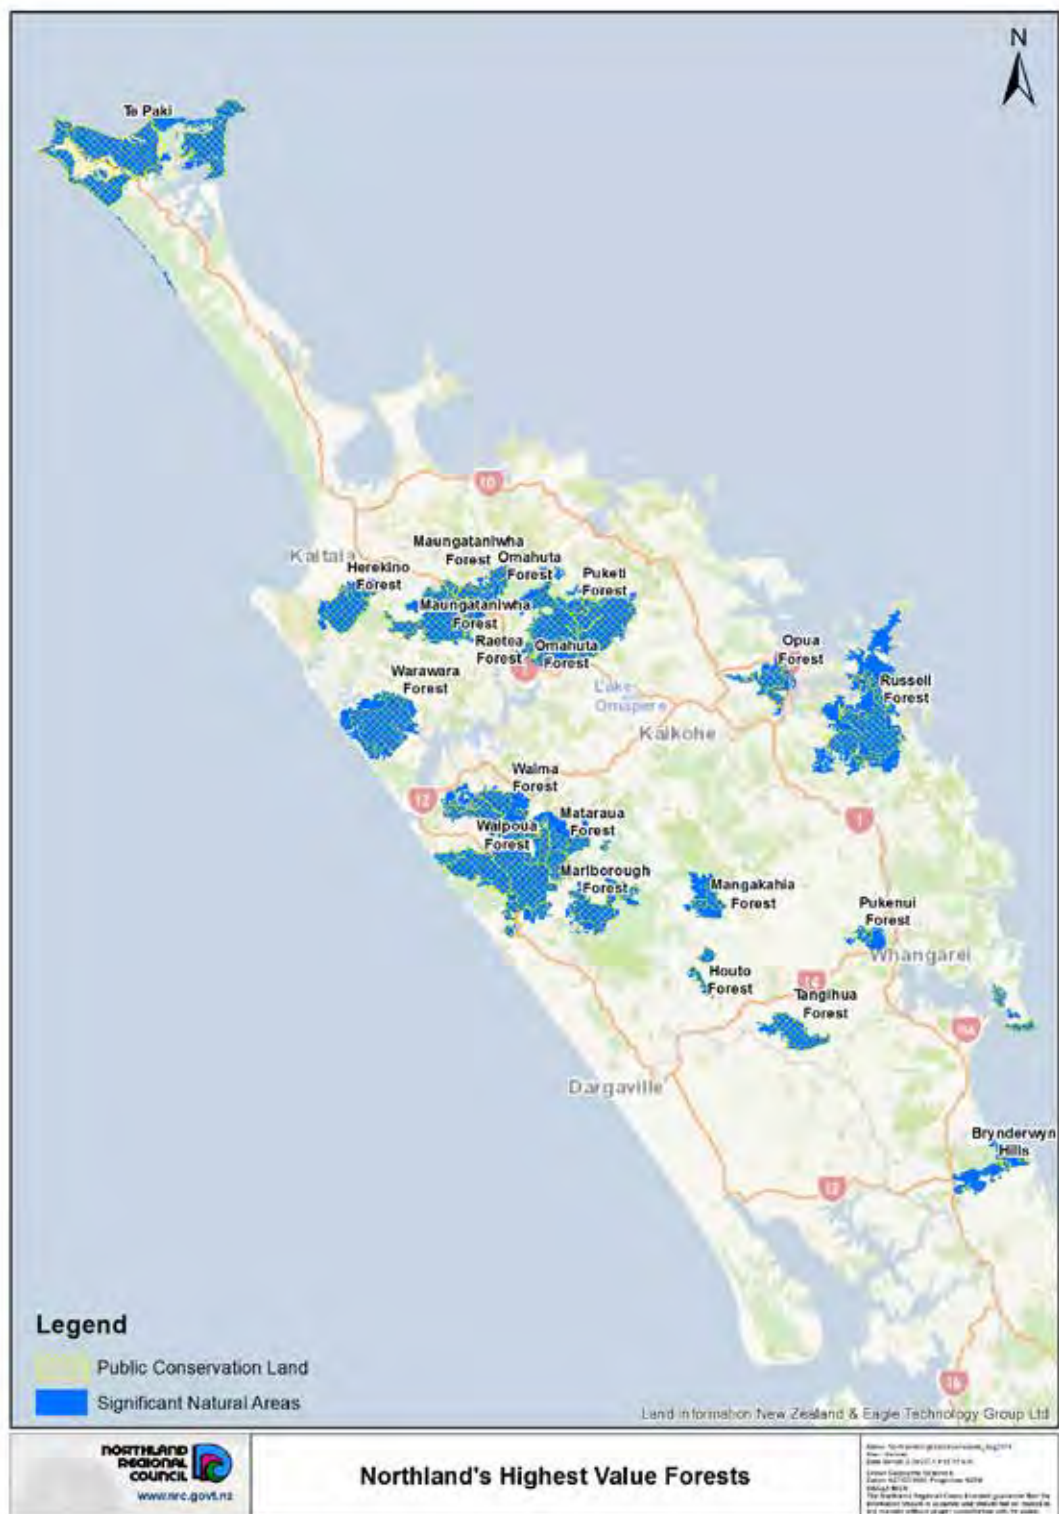 N
Te Paki
10
Kaitaia
Maungataniwha
Forest
Omahuta
Forest
Herekino
Forest
Puketi
Forest
Maungataniwha
Forest
Raetea
Forest
Omahuta
Forest
1
Opua
Forest
Warawara
Forest
Russell
Forest
Lake
Omapere
Kaikohe
Waima
Forest
12
Mataraua
Forest
Waipoua
Forest
1
Marlborough
Forest
Mangakahia
Forest
Pukenui
Forest
Whangarei
Houto
Forest
14
Tangihua
Forest
15A
Dargaville
Brynderwyn
Hills
12
16
Legend
Public Conservation Land
Significant Natural Areas
Land Information New Zealand & Eagle Technology Group Ltd
NORTHLAND
REGIONAL
COUNCIL
www.nrc.govt.nz
Northland's Highest Value Forests